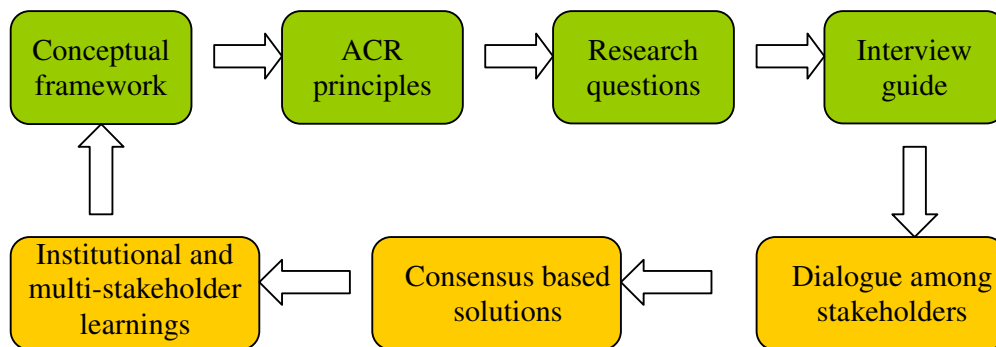 Conceptual
framework
ACR
principles
Research
questions
Interview
guide
Institutional and
multi-stakeholder
learnings
Consensus based
solutions
Dialogue among
stakeholders